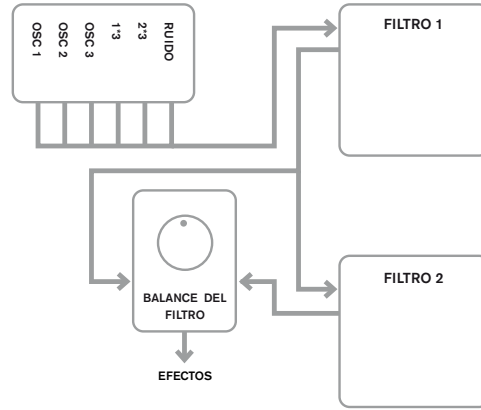 OSC 1
OSC 2
OSC 3
1*3
2*3
RUIDO
FILTRO 1
FILTRO 2
BALANCE DEL
FILTRO
EFECTOS